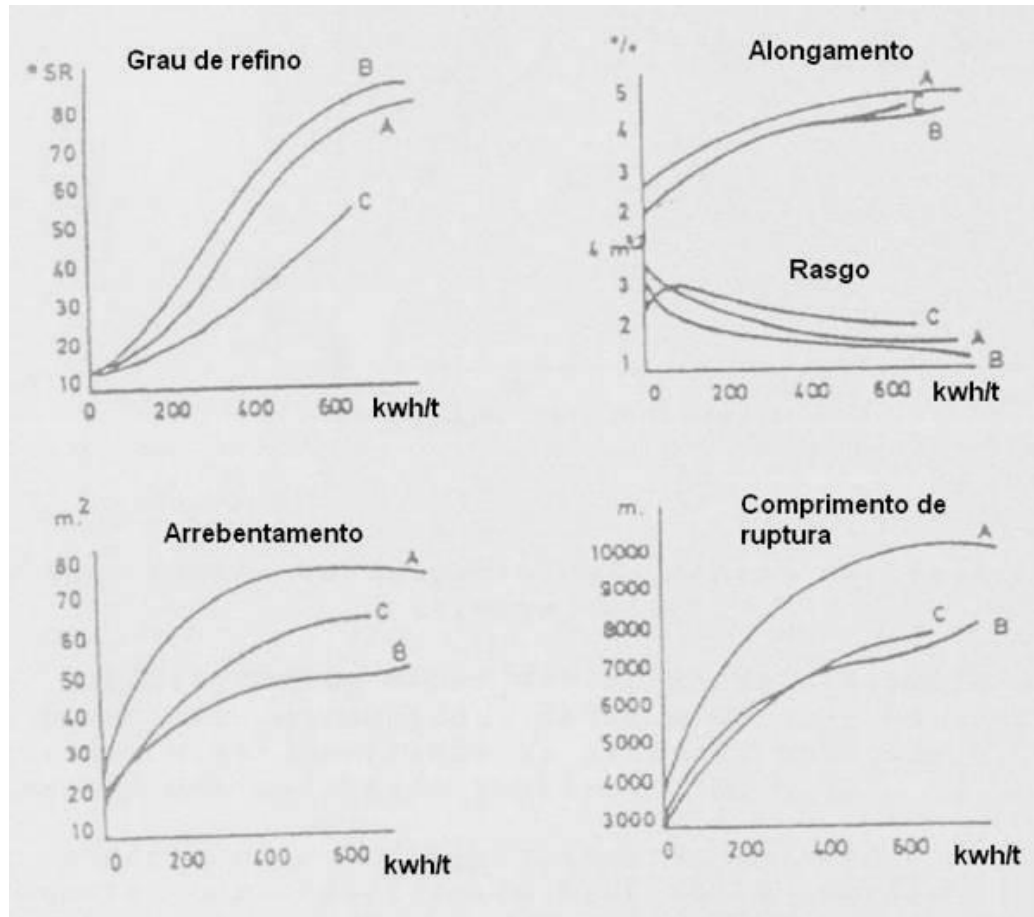 Grau de refino
°SR
80
70
60
50
40
30
20
10
B
A
C
0 200 400 600 kwh/t
Alongamento
°/•
5
4
3
2
A
C
B
Rasgo
3
2
1
C
A
B
0 200 400 600 kwh/t
Arrebentamento
m.²
80
70
60
50
40
30
20
10
A
C
B
0 200 400 600 kwh/t
Comprimento de
ruptura
m.
10000
9000
8000
7000
6000
5000
4000
3000
A
C
B
0 200 400 600 kwh/t